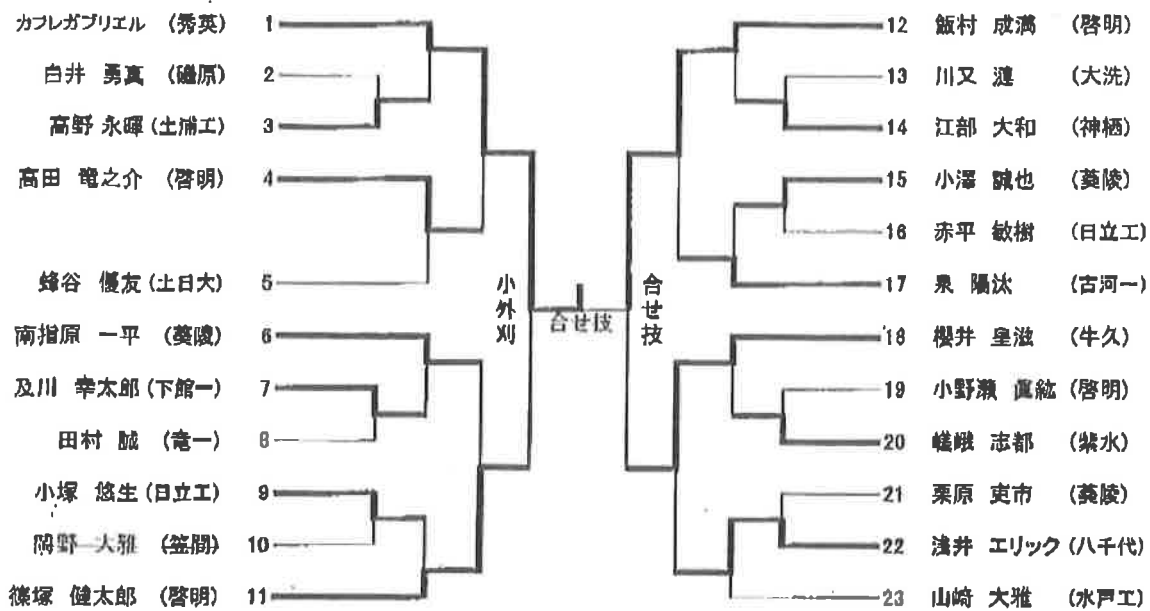 カブレガブリエル (秀英) 1
白井 勇真 (磯原) 2
高野 永暉 (土浦工) 3
高田 竜之介 (啓明) 4
蜂谷 優友 (土日大) 5
南指原 一平 (葵陵) 6
及川 幸太郎 (下館一) 7
田村 誠 (竜一) 8
小塚 悠生 (日立工) 9
岡野 大雅 (笠間) 10
篠塚 健太郎 (啓明) 11
小外刈
合せ技
合せ技
12 飯村 成満 (啓明)
13 川又 漣 (大洗)
14 江部 大和 (神栖)
15 小澤 誠也 (葵陵)
16 赤平 敏樹 (日立工)
17 泉 陽汰 (古河一)
18 櫻井 皇滋 (牛久)
19 小野瀬 眞紘 (啓明)
20 嵯峨 志都 (紫水)
21 栗原 吏市 (葵陵)
22 浅井 エリック (八千代)
23 山崎 大雅 (水戸工)